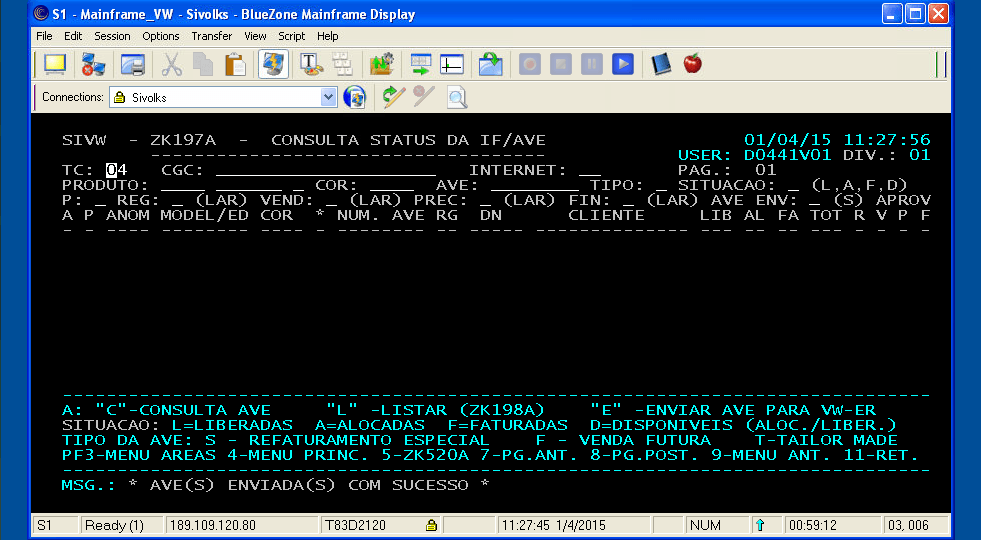 S1 - Mainframe_VW - Sivolks - BlueZone Mainframe Display
File Edit Session Options Transfer View Script Help
Connections: Sivolks
SIVW - ZK197A - CONSULTA STATUS DA IF/AVE 01/04/15 11:27:56
------------------------------------ USER: D0441V01 DIV.: 01
TC: 04 CGC: ____________________ INTERNET: __ PAG.: 01
PRODUTO: ____ ______ _ COR: ____ AVE: ________ TIPO: _ SITUACAO: _ (L,A,F,D)
P: _ REG: _ (LAR) VEND: _ (LAR) PREC: _ (LAR) FIN: _ (LAR) AVE ENV: _ (S) APROV
A P ANOM MODEL/ED COR * NUM. AVE RG DN CLIENTE LIB AL FA TOT R V P F
- - ---- -------- ---- - ----- --- -- ---- --------------- --- -- -- --- - - - -
-------------------------------------------------------------------------------
A: "C"-CONSULTA AVE "L" -LISTAR (ZK198A) "E" -ENVIAR AVE PARA VW-ER
SITUACAO: L=LIBERADAS A=ALOCADAS F=FATURADAS D=DISPONIVEIS (ALOC./LIBER.)
TIPO DA AVE: S - REFATURAMENTO ESPECIAL F - VENDA FUTURA T-TAILOR MADE
PF3-MENU AREAS 4-MENU PRINC. 5-ZK520A 7-PG.ANT. 8-PG.POST. 9-MENU ANT. 11-RET.
-------------------------------------------------------------------------------
MSG.: * AVE(S) ENVIADA(S) COM SUCESSO *
S1 Ready (1) 189.109.120.80 T83D2120 11:27:45 1/4/2015 NUM 00:59:12 03, 006